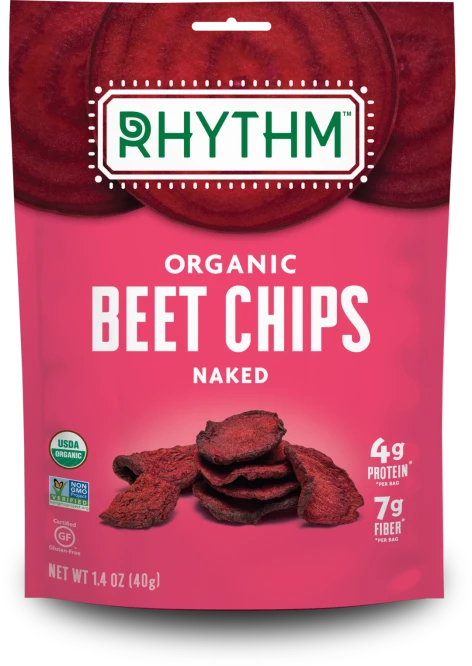 RHYTHM™
ORGANIC
BEET CHIPS
NAKED
USDA
ORGANIC
NON
GMO
Project
VERIFIED
Certified
GF
Gluten-Free
4g
PROTEIN*
PER BAG
7g
FIBER*
*PER BAG
NET WT 1.4 OZ (40g)